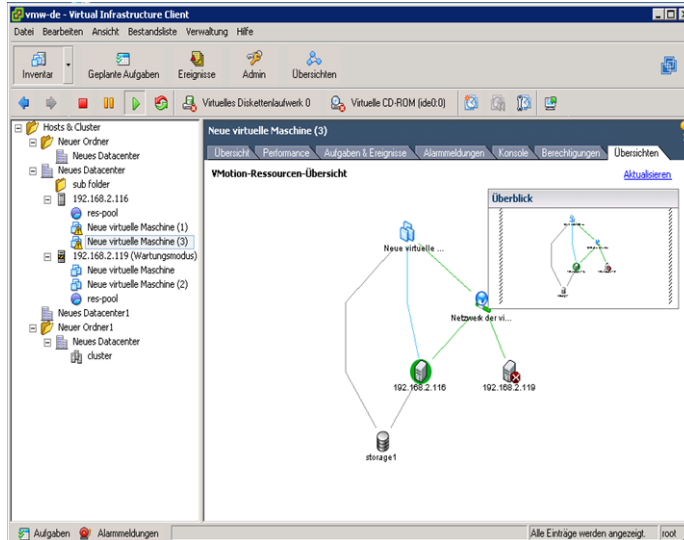 vmw-de - Virtual Infrastructure Client
Datei Bearbeiten Ansicht Bestandsliste Verwaltung Hilfe
Inventar Geplante Aufgaben Ereignisse Admin Übersichten
Virtuelles Diskettenlaufwerk 0 Virtuelle CD-ROM (ide0:0)
Hosts & Cluster
Neuer Ordner
Neues Datacenter
Neues Datacenter
sub folder
192.168.2.116
res-pool
Neue virtuelle Maschine (1)
Neue virtuelle Maschine (3)
192.168.2.119 (Wartungsmodus)
Neue virtuelle Maschine
Neue virtuelle Maschine (2)
res-pool
Neues Datacenter1
Neuer Ordner1
Neues Datacenter
cluster
Neue virtuelle Maschine (3)
Übersicht Performance Aufgaben & Ereignisse Alarmmeldungen Konsole Berechtigungen Übersichten
VMotion-Ressourcen-Übersicht Aktualisieren
Überblick
Neue virtuelle ...
Netzwerk der vi...
192.168.2.116 192.168.2.119
storage1
Aufgaben Alarmmeldungen Alle Einträge werden angezeigt. root